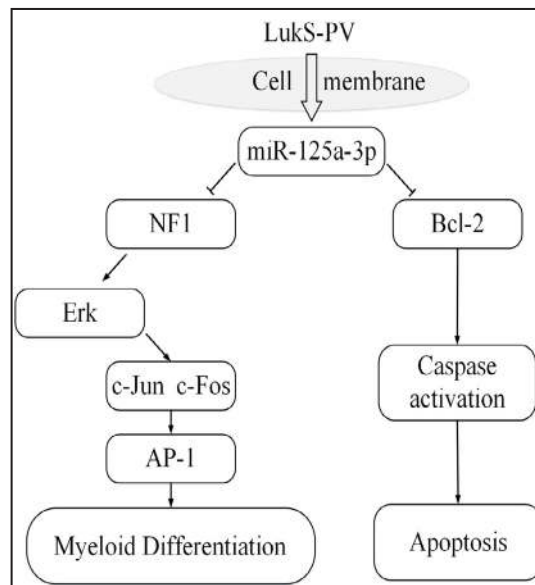 LukS-PV
Cell membrane
miR-125a-3p
NF1
Bcl-2
Erk
c-Jun c-Fos
Caspase
activation
AP-1
Myeloid Differentiation
Apoptosis